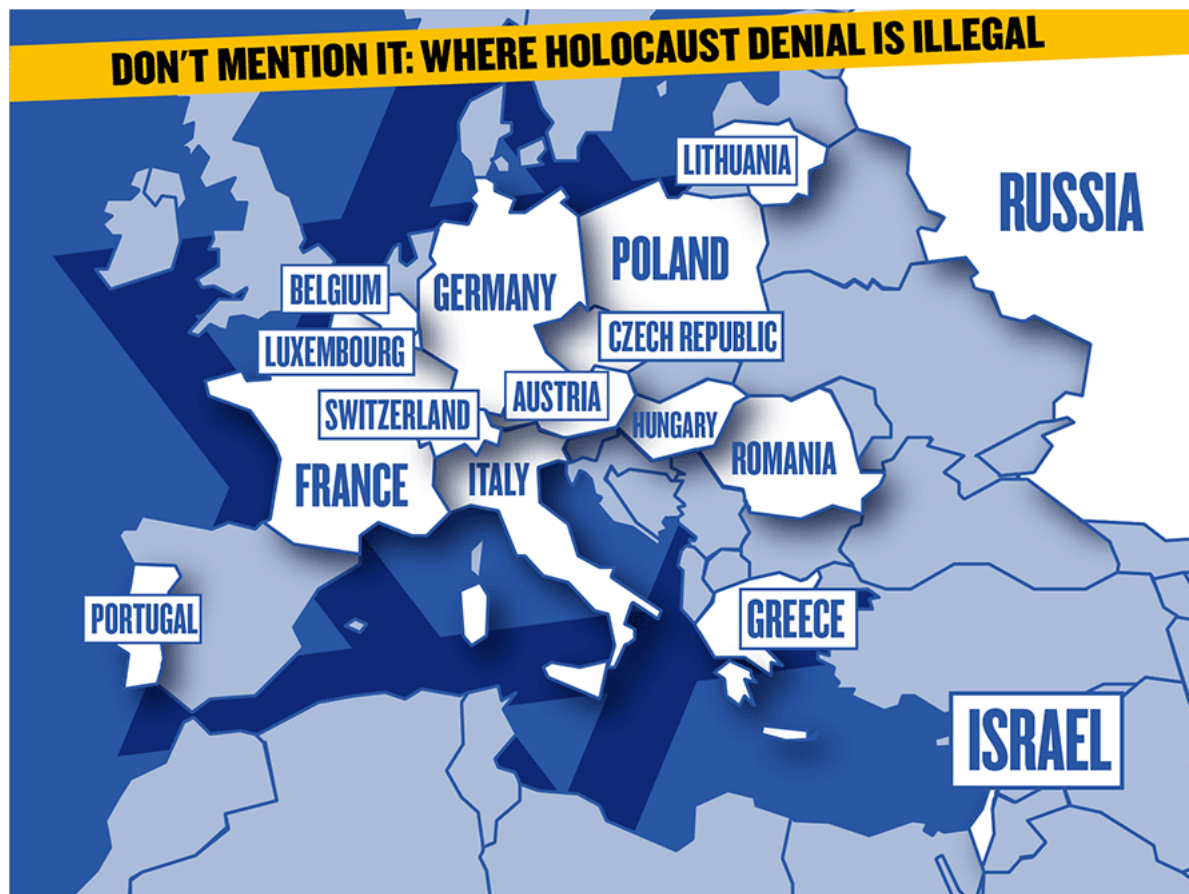 DON'T MENTION IT: WHERE HOLOCAUST DENIAL IS ILLEGAL
LITHUANIA
RUSSIA
POLAND
BELGIUM
GERMANY
CZECH REPUBLIC
LUXEMBOURG
AUSTRIA
SWITZERLAND
HUNGARY
ROMANIA
FRANCE
ITALY
PORTUGAL
GREECE
ISRAEL